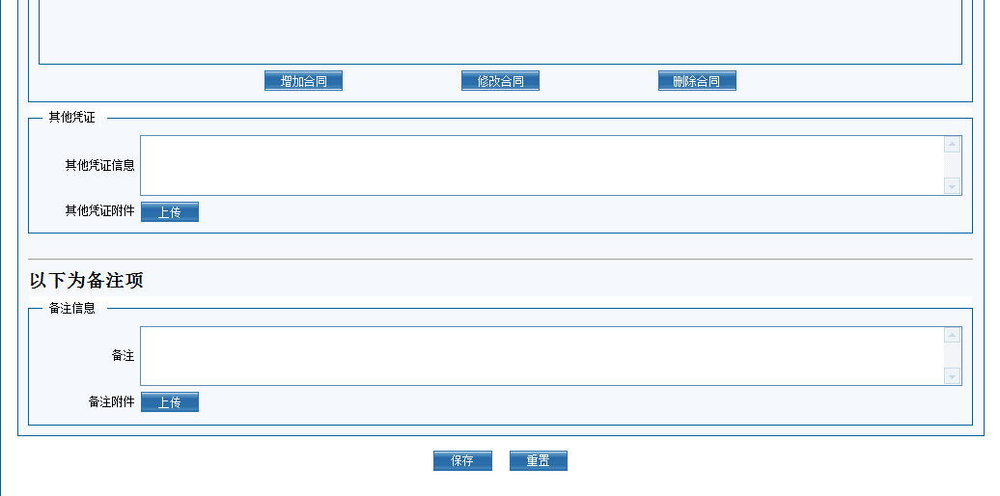 增加合同 修改合同 删除合同
其他凭证
其他凭证信息
其他凭证附件 上传
以下为备注项
备注信息
备注
备注附件 上传
保存 重置